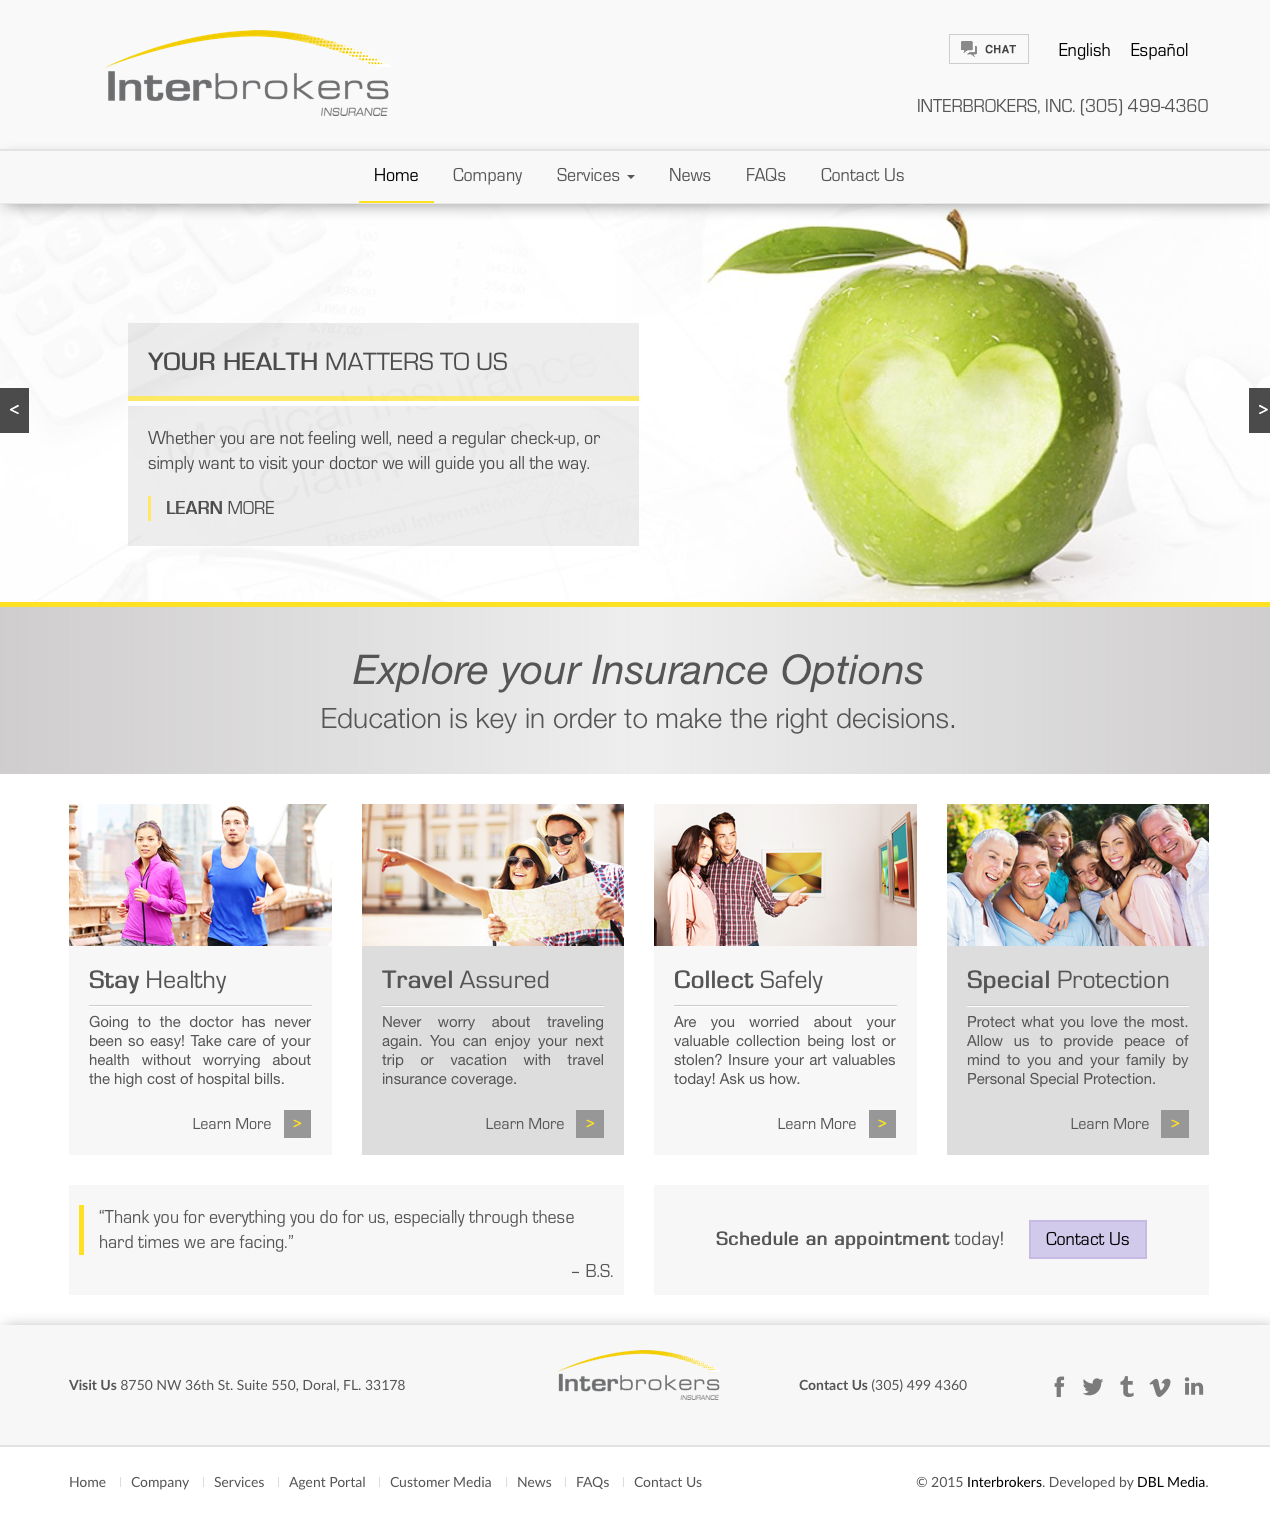 Interbrokers
INSURANCE
CHAT
English Español
INTERBROKERS, INC. (305) 499-4360
Home Company Services News FAQs Contact Us
YOUR HEALTH MATTERS TO US
Medical Insurance
Claim Form
Personal Information
Whether you are not feeling well, need a regular check-up, or
simply want to visit your doctor we will guide you all the way.
LEARN MORE
<
>
Explore your Insurance Options
Education is key in order to make the right decisions.
Stay Healthy
Going to the doctor has never
been so easy! Take care of your
health without worrying about
the high cost of hospital bills.
Learn More >
Travel Assured
Never worry about traveling
again. You can enjoy your next
trip or vacation with travel
insurance coverage.
Learn More >
Collect Safely
Are you worried about your
valuable collection being lost or
stolen? Insure your art valuables
today! Ask us how.
Learn More >
Special Protection
Protect what you love the most.
Allow us to provide peace of
mind to you and your family by
Personal Special Protection.
Learn More >
“Thank you for everything you do for us, especially through these
hard times we are facing.”
– B.S.
Schedule an appointment today! Contact Us
Visit Us 8750 NW 36th St. Suite 550, Doral, FL. 33178
Interbrokers
INSURANCE
Contact Us (305) 499 4360
Home Company Services Agent Portal Customer Media News FAQs Contact Us
© 2015 Interbrokers. Developed by DBL Media.